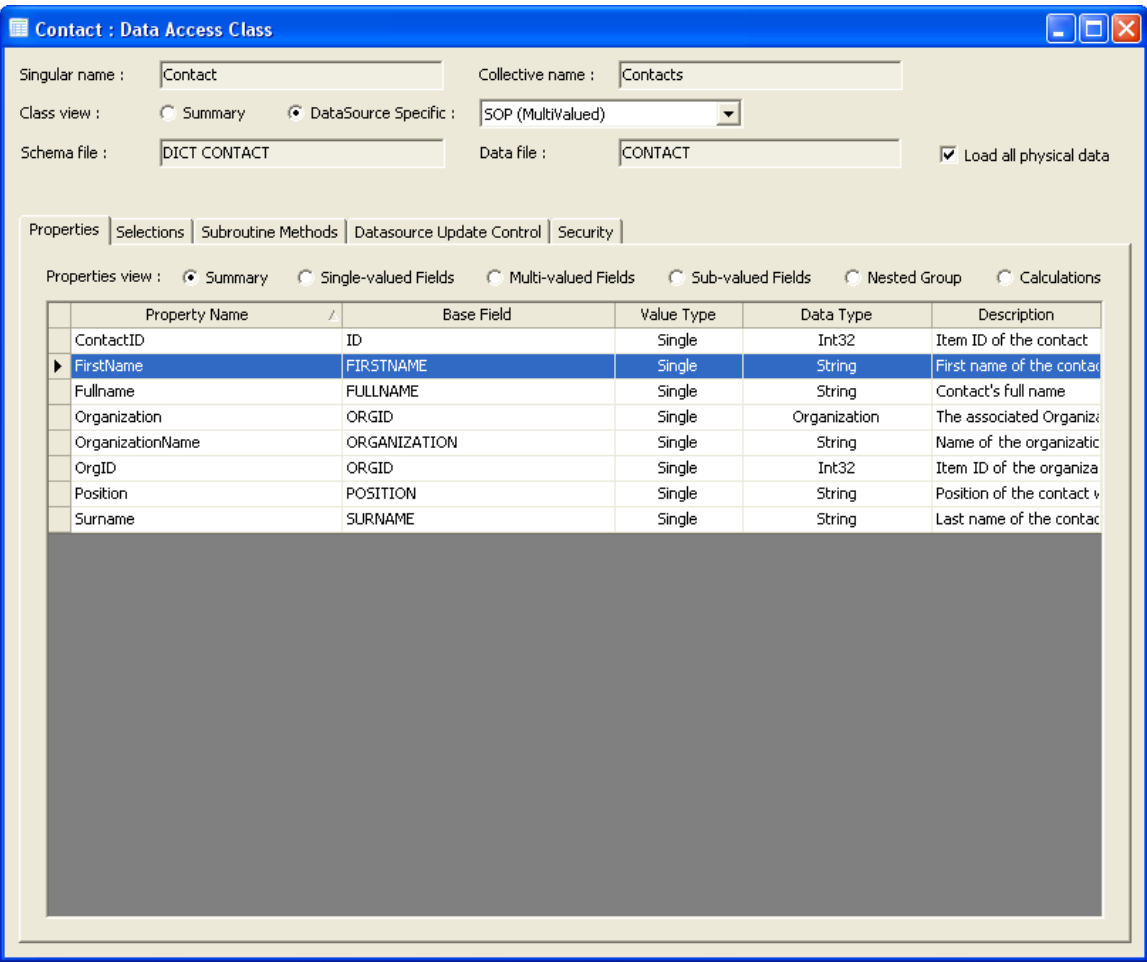 Contact : Data Access Class
Singular name : Contact Collective name : Contacts
Class view : Summary DataSource Specific : SOP (MultiValued)
Schema file : DICT CONTACT Data file : CONTACT Load all physical data
Properties Selections Subroutine Methods Datasource Update Control Security
Properties view : Summary Single-valued Fields Multi-valued Fields Sub-valued Fields Nested Group Calculations
Property Name Base Field Value Type Data Type Description
ContactID ID Single Int32 Item ID of the contact
FirstName FIRSTNAME Single String First name of the contac
Fullname FULLNAME Single String Contact's full name
Organization ORGID Single Organization The associated Organiza
OrganizationName ORGANIZATION Single String Name of the organizatic
OrgID ORGID Single Int32 Item ID of the organiza
Position POSITION Single String Position of the contact w
Surname SURNAME Single String Last name of the contac